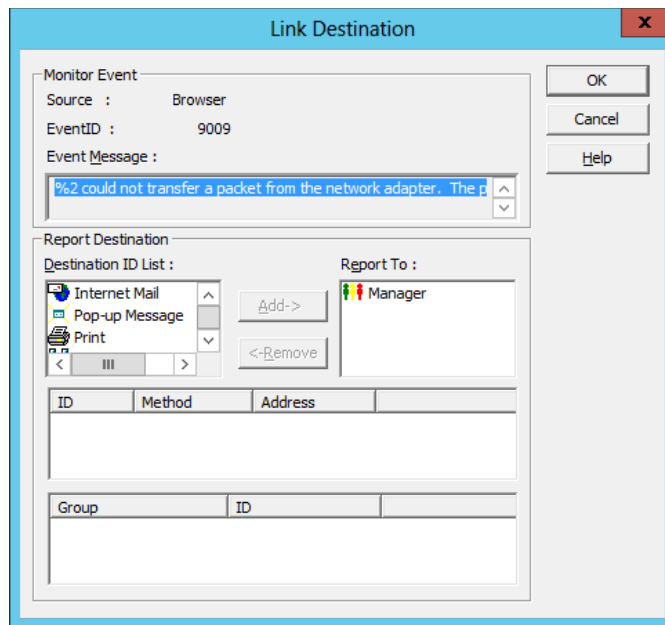 Link Destination
x
Monitor Event
Source : Browser
EventID : 9009
Event Message :
%2 could not transfer a packet from the network adapter. The p
OK
Cancel
Help
Report Destination
Destination ID List :
Report To :
Internet Mail
Pop-up Message
Print
Add->
<-Remove
Manager
ID Method Address
Group ID